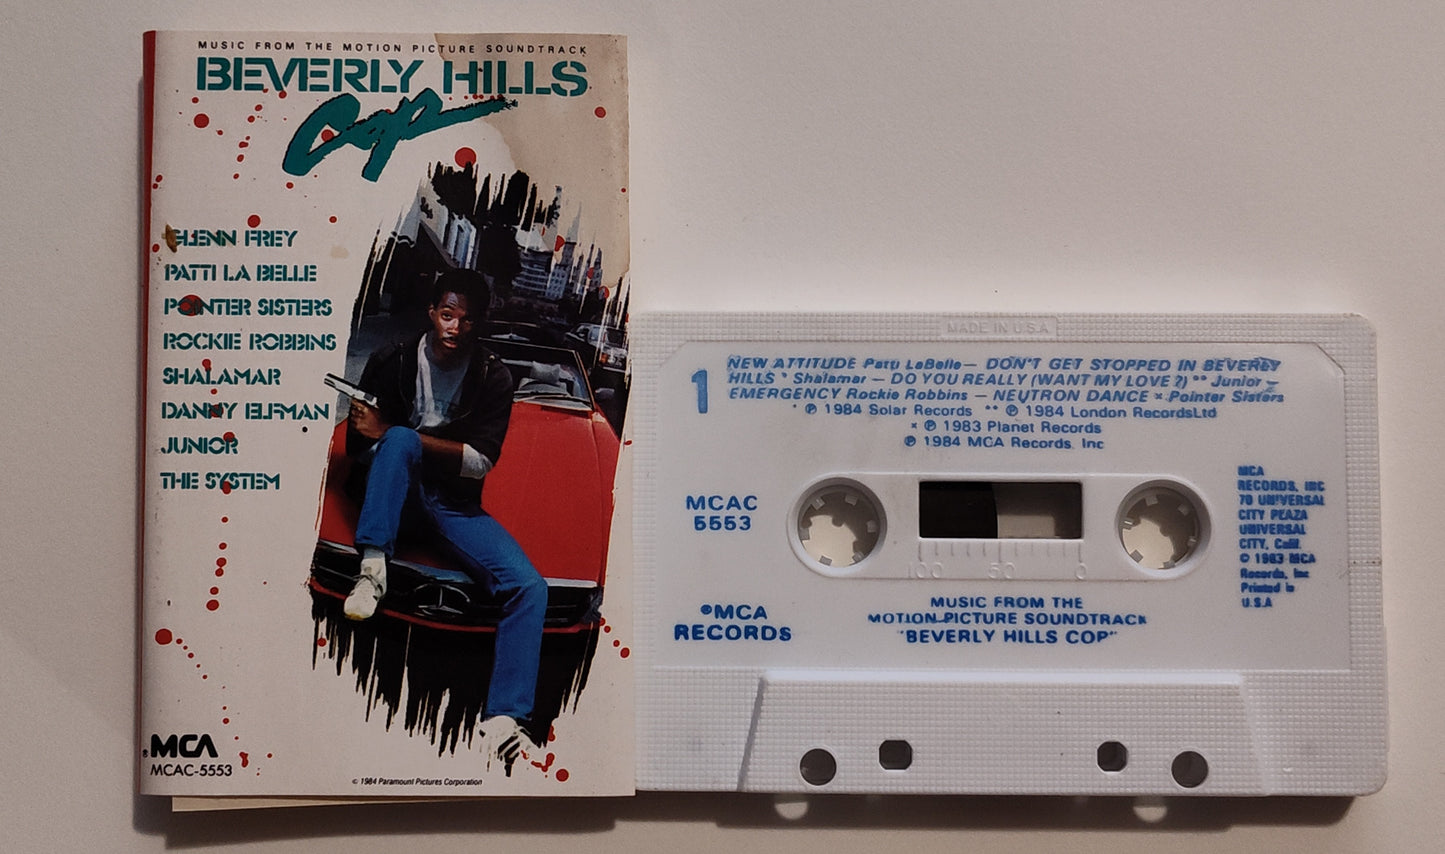 MUSIC FROM THE MOTION PICTURE SOUNDTRACK
BEVERLY HILLS
Cop
GLENN FREY
PATTI LA BELLE
POINTER SISTERS
ROCKIE ROBBINS
SHALAMAR
DANNY ELFMAN
JUNIOR
THE SYSTEM
®MCA
MCAC-5553
© 1984 Paramount Pictures Corporation
MADE IN U.S.A
1
NEW ATTITUDE Patti LaBelle— DON'T GET STOPPED IN BEVERLY
HILLS * Shalamar — DO YOU REALLY (WANT MY LOVE?) ** Junior —
EMERGENCY Rockie Robbins — NEUTRON DANCE × Pointer Sisters
* ℗ 1984 Solar Records ** ℗ 1984 London RecordsLtd
× ℗ 1983 Planet Records
℗ 1984 MCA Records. Inc
MCAC
5553
100 50 0
MCA
RECORDS, INC
70 UNIVERSAL
CITY PLAZA
UNIVERSAL
CITY, Calif.
© 1983 MCA
Records, Inc
Printed in
U.S.A
®MCA
RECORDS
MUSIC FROM THE
MOTION PICTURE SOUNDTRACK
"BEVERLY HILLS COP"